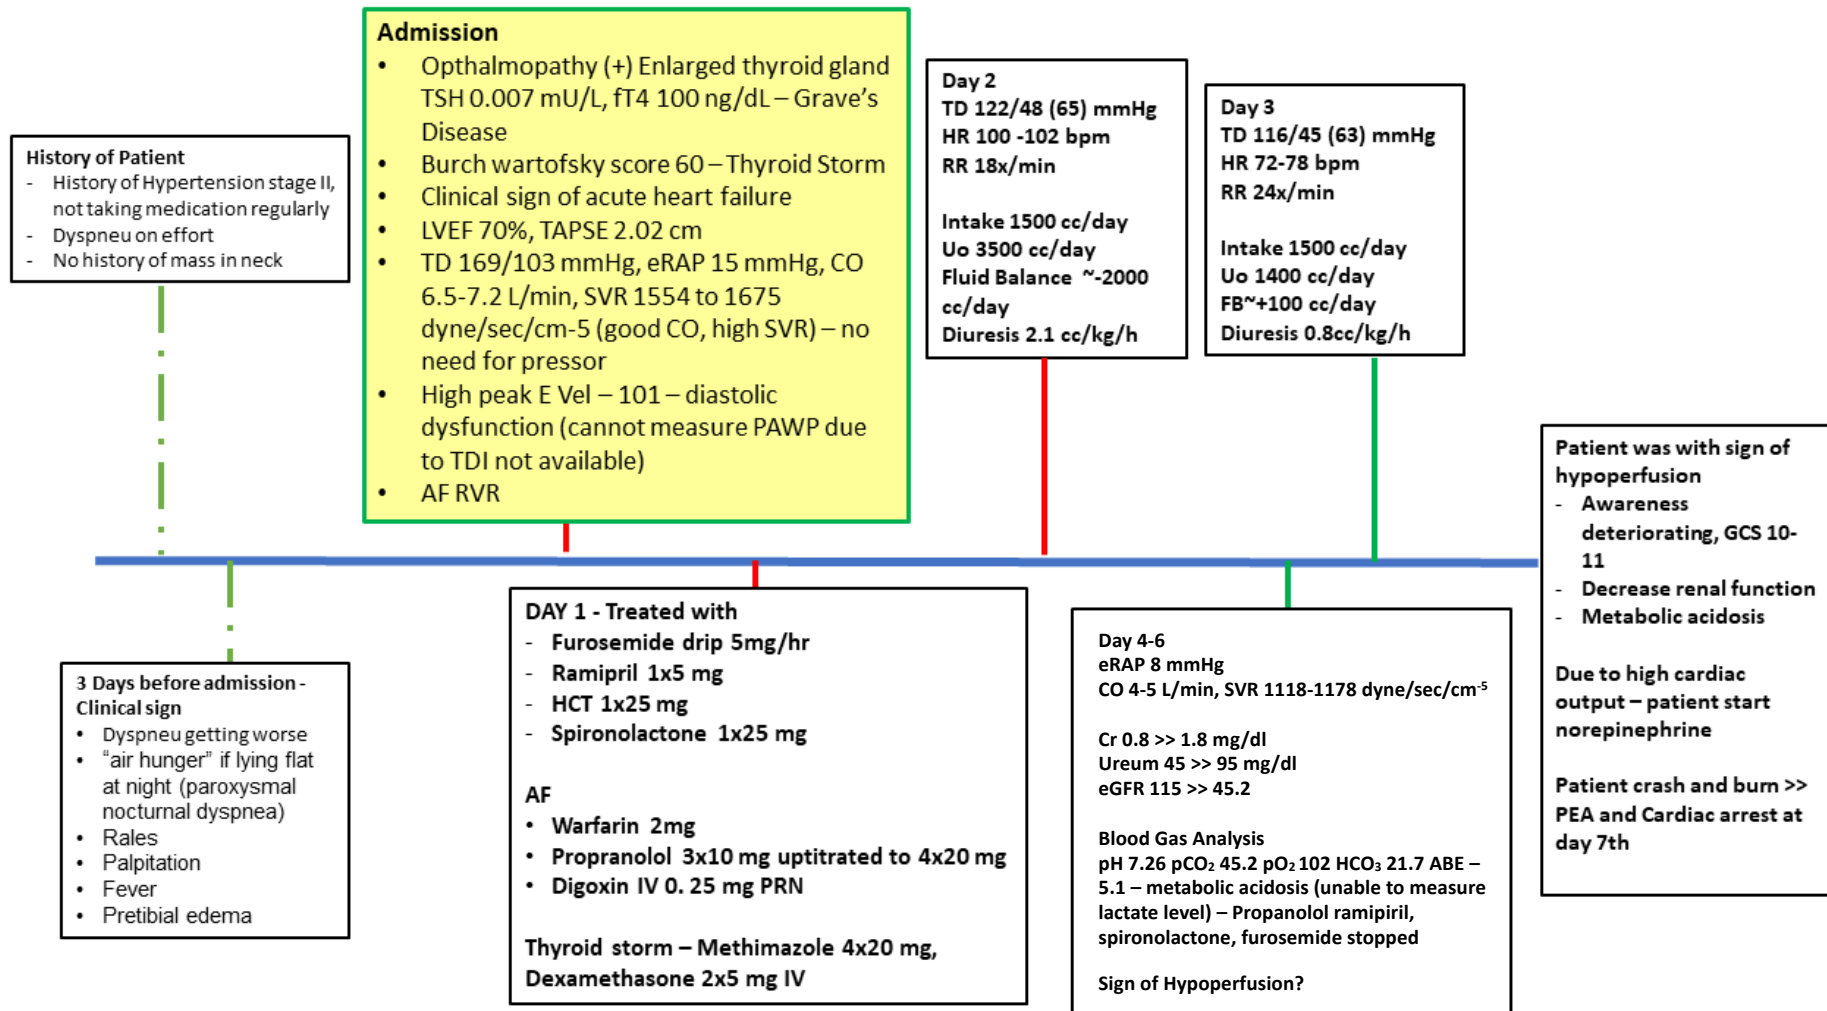 History of Patient
- History of Hypertension stage II,
not taking medication regularly
- Dyspneu on effort
- No history of mass in neck
3 Days before admission -
Clinical sign
• Dyspneu getting worse
• “air hunger” if lying flat
at night (paroxysmal
nocturnal dyspnea)
• Rales
• Palpitation
• Fever
• Pretibial edema
Admission
• Opthalmopathy (+) Enlarged thyroid gland
TSH 0.007 mU/L, fT4 100 ng/dL – Grave’s
Disease
• Burch wartofsky score 60 – Thyroid Storm
• Clinical sign of acute heart failure
• LVEF 70%, TAPSE 2.02 cm
• TD 169/103 mmHg, eRAP 15 mmHg, CO
6.5-7.2 L/min, SVR 1554 to 1675
dyne/sec/cm-5 (good CO, high SVR) – no
need for pressor
• High peak E Vel – 101 – diastolic
dysfunction (cannot measure PAWP due
to TDI not available)
• AF RVR
DAY 1 - Treated with
- Furosemide drip 5mg/hr
- Ramipril 1x5 mg
- HCT 1x25 mg
- Spironolactone 1x25 mg
AF
• Warfarin 2mg
• Propranolol 3x10 mg uptitrated to 4x20 mg
• Digoxin IV 0. 25 mg PRN
Thyroid storm – Methimazole 4x20 mg,
Dexamethasone 2x5 mg IV
Day 2
TD 122/48 (65) mmHg
HR 100 -102 bpm
RR 18x/min
Intake 1500 cc/day
Uo 3500 cc/day
Fluid Balance ~-2000
cc/day
Diuresis 2.1 cc/kg/h
Day 3
TD 116/45 (63) mmHg
HR 72-78 bpm
RR 24x/min
Intake 1500 cc/day
Uo 1400 cc/day
FB~+100 cc/day
Diuresis 0.8cc/kg/h
Day 4-6
eRAP 8 mmHg
CO 4-5 L/min, SVR 1118-1178 dyne/sec/cm-5
Cr 0.8 >> 1.8 mg/dl
Ureum 45 >> 95 mg/dl
eGFR 115 >> 45.2
Blood Gas Analysis
pH 7.26 pCO₂ 45.2 pO₂ 102 HCO₃ 21.7 ABE –
5.1 – metabolic acidosis (unable to measure
lactate level) – Propanolol ramipiril,
spironolactone, furosemide stopped
Sign of Hypoperfusion?
Patient was with sign of
hypoperfusion
- Awareness
deteriorating, GCS 10-
11
- Decrease renal function
- Metabolic acidosis
Due to high cardiac
output – patient start
norepinephrine
Patient crash and burn >>
PEA and Cardiac arrest at
day 7th